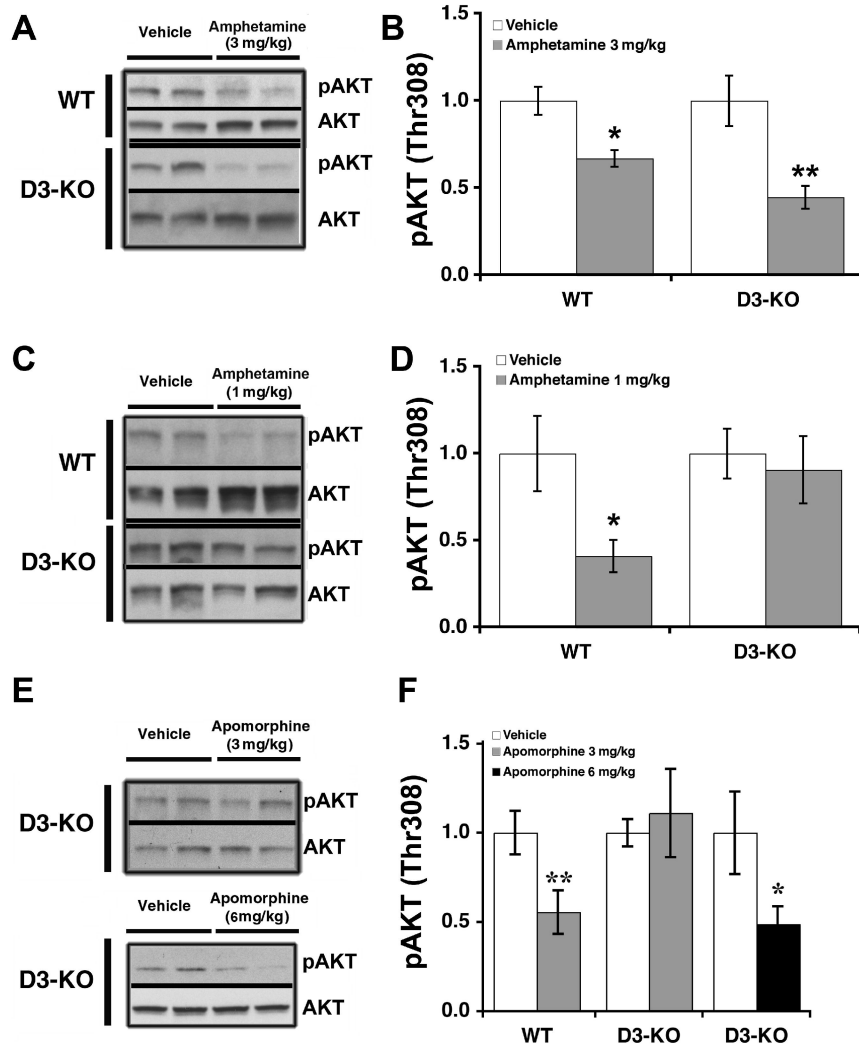 A
Vehicle
Amphetamine
(3 mg/kg)
WT
pAKT
AKT
D3-KO
pAKT
AKT
B
Vehicle
Amphetamine 3 mg/kg
pAKT (Thr308)
1.5
1.0
0.5
0.0
*
**
WT
D3-KO
C
Vehicle
Amphetamine
(1 mg/kg)
WT
pAKT
AKT
D3-KO
pAKT
AKT
D
Vehicle
Amphetamine 1 mg/kg
pAKT (Thr308)
1.5
1.0
0.5
0.0
*
WT
D3-KO
E
Vehicle
Apomorphine
(3 mg/kg)
D3-KO
pAKT
AKT
Vehicle
Apomorphine
(6mg/kg)
D3-KO
pAKT
AKT
F
Vehicle
Apomorphine 3 mg/kg
Apomorphine 6 mg/kg
pAKT (Thr308)
1.5
1.0
0.5
0.0
**
*
WT
D3-KO
D3-KO